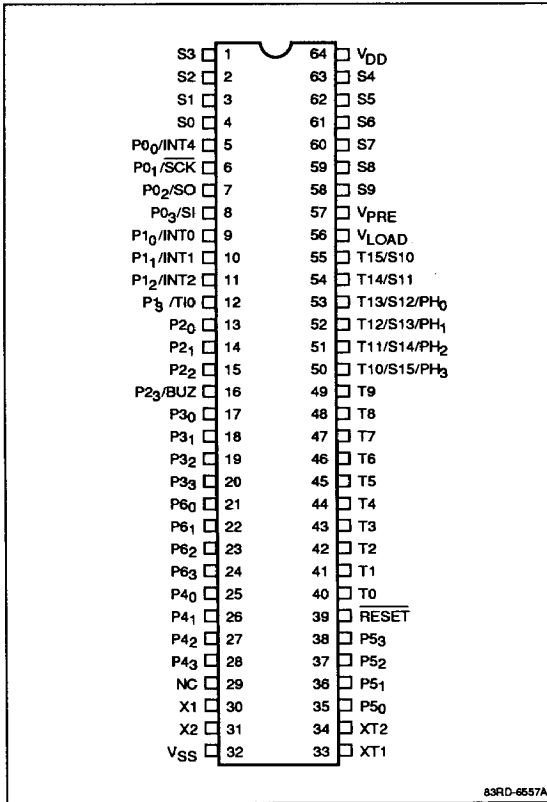 S3 1 64 VDD
S2 2 63 S4
S1 3 62 S5
S0 4 61 S6
P00/INT4 5 60 S7
P01/SCK 6 59 S8
P02/SO 7 58 S9
P03/SI 8 57 VPRE
P10/INT0 9 56 VLOAD
P11/INT1 10 55 T15/S10
P12/INT2 11 54 T14/S11
P13 /TI0 12 53 T13/S12/PH0
P20 13 52 T12/S13/PH1
P21 14 51 T11/S14/PH2
P22 15 50 T10/S15/PH3
P23/BUZ 16 49 T9
P30 17 48 T8
P31 18 47 T7
P32 19 46 T6
P33 20 45 T5
P60 21 44 T4
P61 22 43 T3
P62 23 42 T2
P63 24 41 T1
P40 25 40 T0
P41 26 39 RESET
P42 27 38 P53
P43 28 37 P52
NC 29 36 P51
X1 30 35 P50
X2 31 34 XT2
VSS 32 33 XT1
83RD-6557A